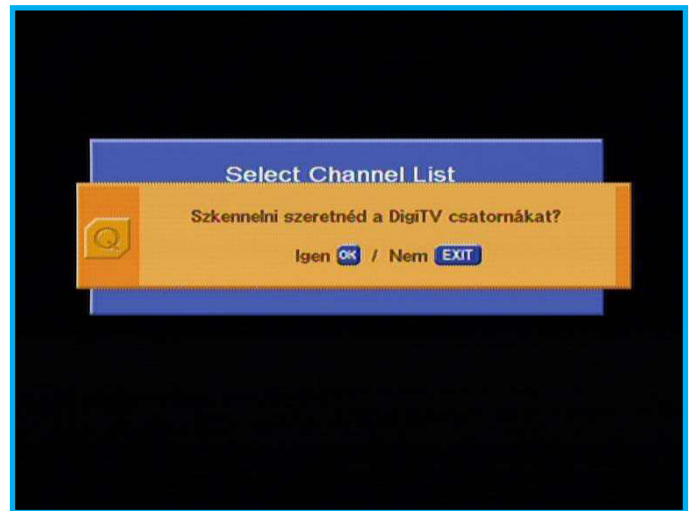 Select Channel List
Szkennelni szeretnéd a DigiTV csatornákat?
Q
Igen OK / Nem EXIT